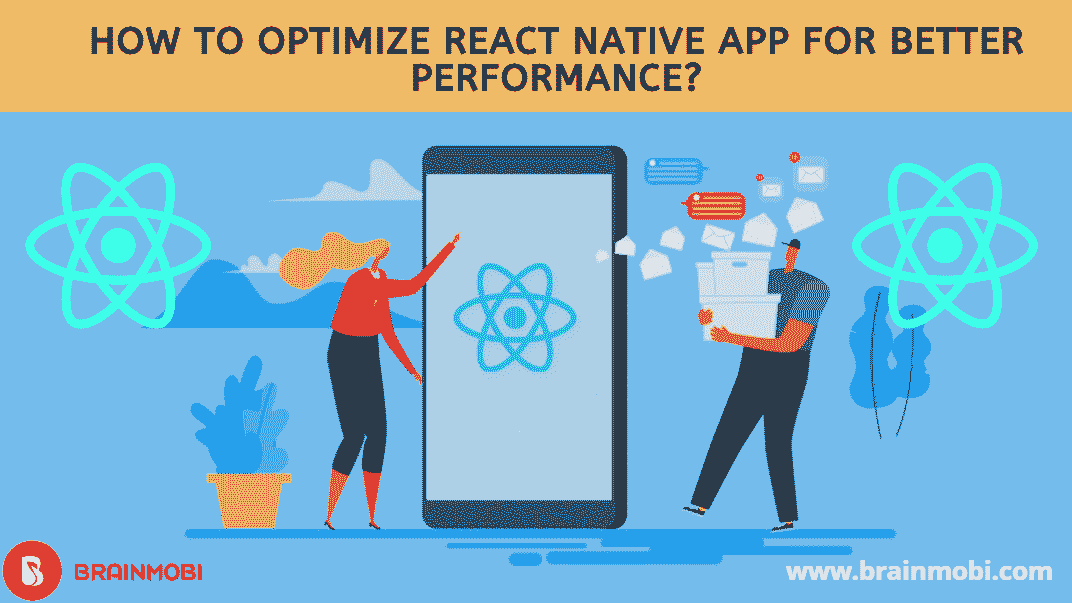 HOW TO OPTIMIZE REACT NATIVE APP FOR BETTER
PERFORMANCE?
BRAINMOBI
www.brainmobi.com